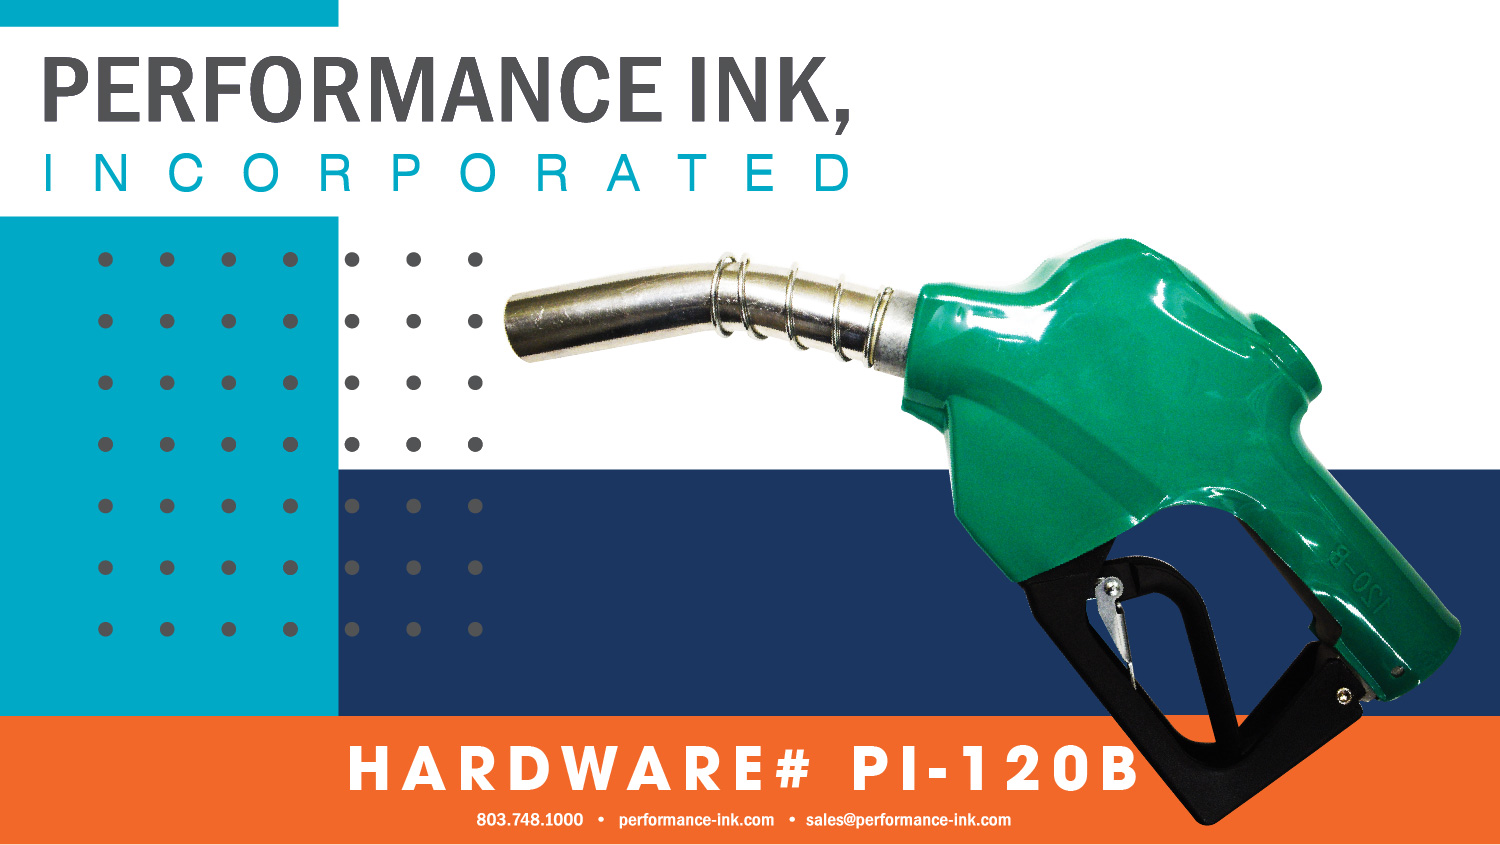 PERFORMANCE INK,
INCORPORATED
120-B
HARDWARE# PI-120B
803.748.1000 • performance-ink.com • sales@performance-ink.com